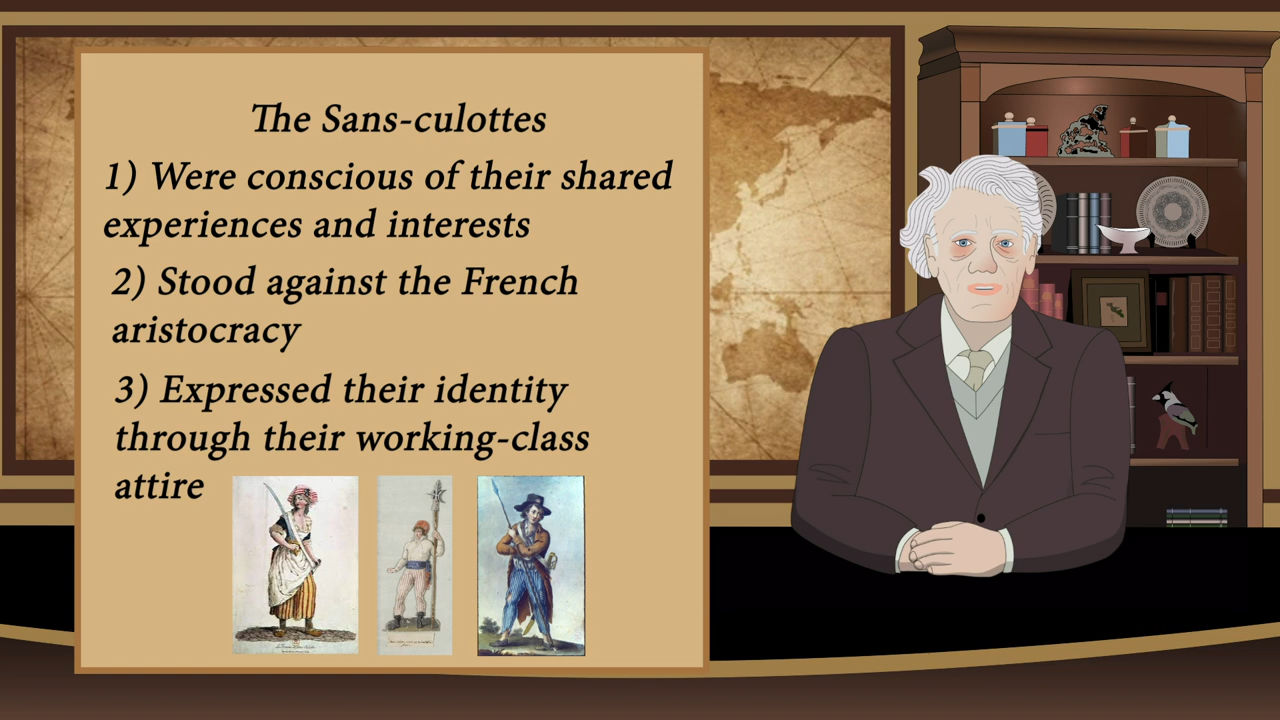 The Sans-culottes
1) Were conscious of their shared
experiences and interests
2) Stood against the French
aristocracy
3) Expressed their identity
through their working-class
attire